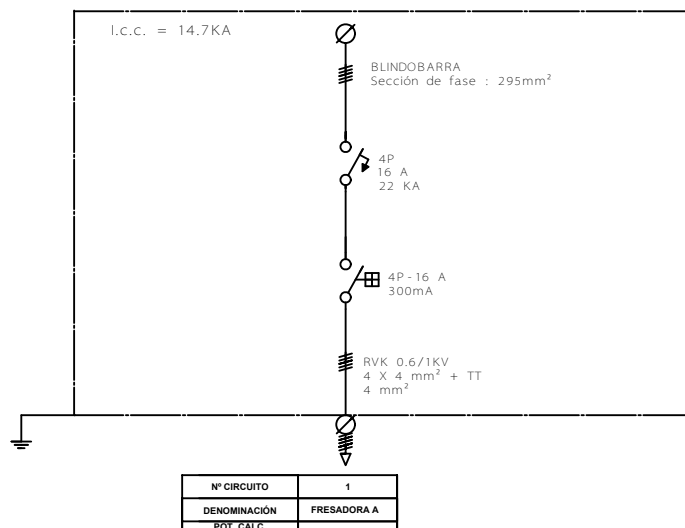 I.c.c. = 14.7KA
BLINDOBARRA
Sección de fase : 295mm²
4P
16 A
22 KA
4P-16 A
300mA
RVK 0.6/1KV
4 X 4 mm² + TT
4 mm²
Nº CIRCUITO 1
DENOMINACIÓN FRESADORA A
POT. CALC.